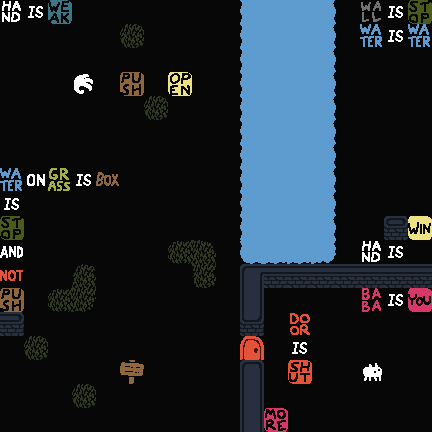 HAND IS WEAK
WALL IS STOP
WATER IS WATER
PUSH OPEN
WATER ON GRASS IS BOX
IS
STOP
AND
NOT
PUSH
WIN
HAND IS
BABA IS YOU
DOOR
IS
SHUT
MORE